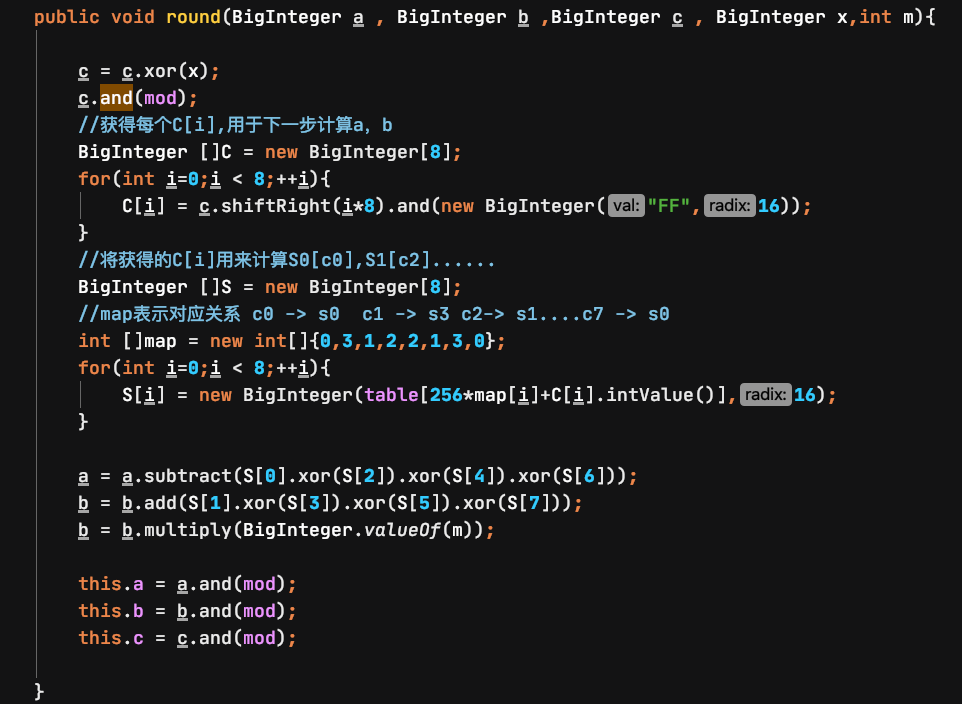 public void round(BigInteger a , BigInteger b ,BigInteger c , BigInteger x,int m){
c = c.xor(x);
c.and(mod);
//获得每个C[i],用于下一步计算a，b
BigInteger []C = new BigInteger[8];
for(int i=0;i < 8;++i){
C[i] = c.shiftRight(i*8).and(new BigInteger( val: "FF", radix: 16));
}
//将获得的C[i]用来计算S0[c0],S1[c2]......
BigInteger []S = new BigInteger[8];
//map表示对应关系 c0 -> s0  c1 -> s3 c2-> s1....c7 -> s0
int []map = new int[]{0,3,1,2,2,1,3,0};
for(int i=0;i < 8;++i){
S[i] = new BigInteger(table[256*map[i]+C[i].intValue()], radix: 16);
}
a = a.subtract(S[0].xor(S[2]).xor(S[4]).xor(S[6]));
b = b.add(S[1].xor(S[3]).xor(S[5]).xor(S[7]));
b = b.multiply(BigInteger.valueOf(m));
this.a = a.and(mod);
this.b = b.and(mod);
this.c = c.and(mod);
}